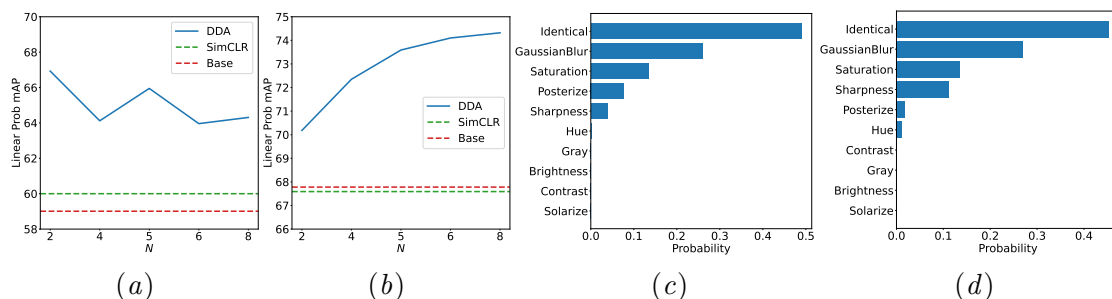 70
68
66
64
62
60
58
Linear Prob mAP
DDA
SimCLR
Base
2 4 5 6 8
N
(a)
75
74
73
72
71
70
69
68
67
66
Linear Prob mAP
DDA
SimCLR
Base
2 4 5 6 8
N
(b)
Identical
GaussianBlur
Saturation
Posterize
Sharpness
Hue
Gray
Brightness
Contrast
Solarize
0.0 0.1 0.2 0.3 0.4 0.5
Probability
(c)
Identical
GaussianBlur
Saturation
Sharpness
Posterize
Hue
Contrast
Gray
Brightness
Solarize
0.0 0.1 0.2 0.3 0.4
Probability
(d)